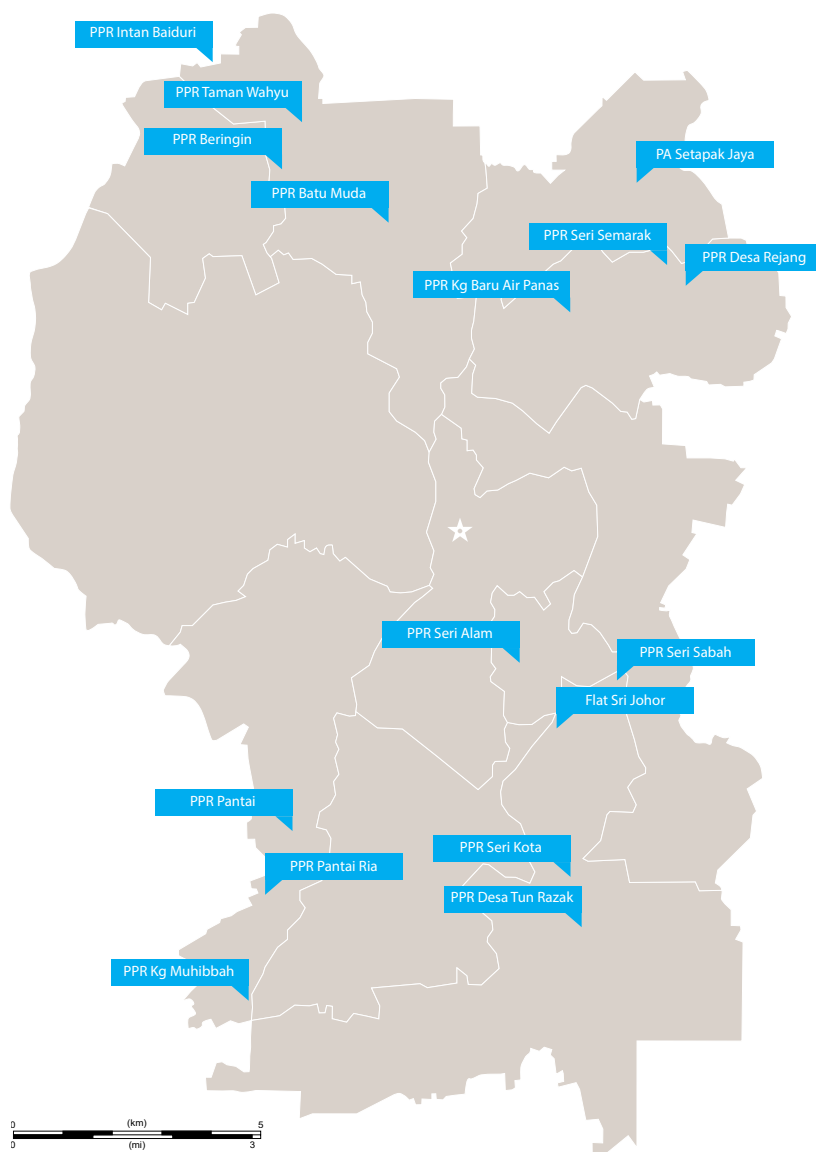 PPR Intan Baiduri
PPR Taman Wahyu
PPR Beringin
PA Setapak Jaya
PPR Batu Muda
PPR Seri Semarak
PPR Desa Rejang
PPR Kg Baru Air Panas
PPR Seri Alam
PPR Seri Sabah
Flat Sri Johor
PPR Pantai
PPR Seri Kota
PPR Pantai Ria
PPR Desa Tun Razak
PPR Kg Muhibbah
0 (km) 5
0 (mi) 3